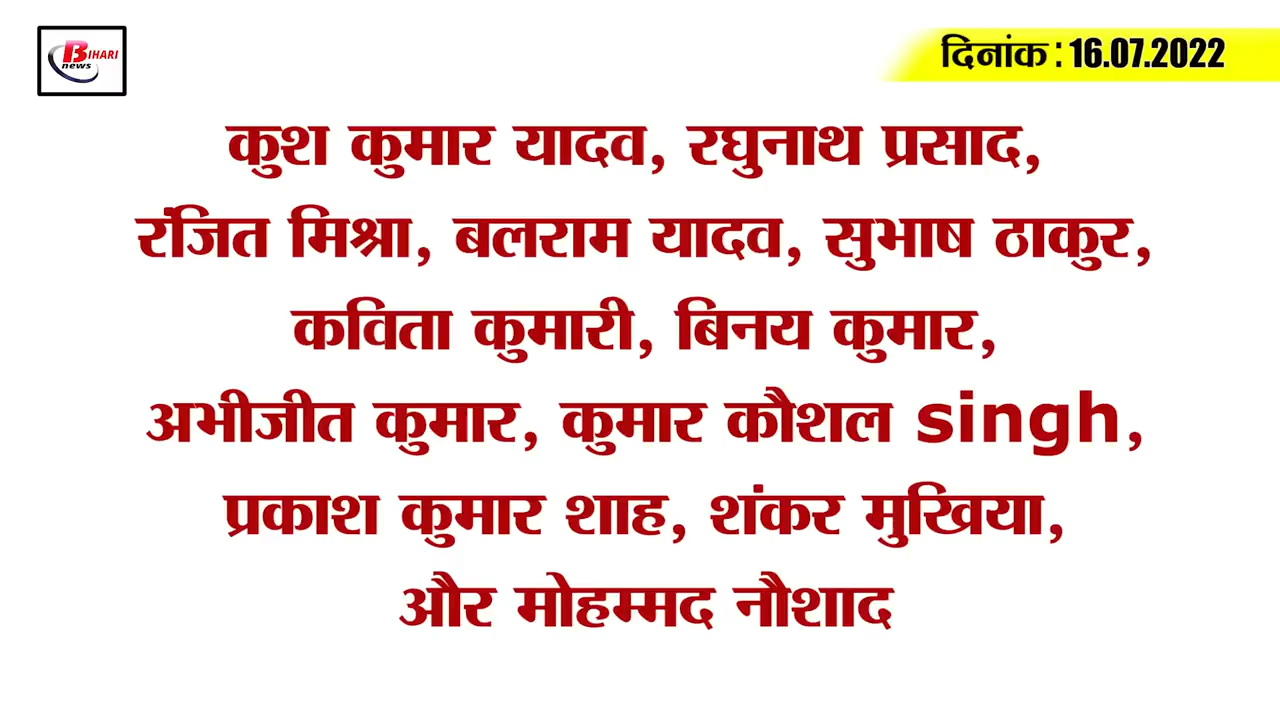 BIHARI
news
दिनांक : 16.07.2022
कुश कुमार यादव, रघुनाथ प्रसाद,
रंजित मिश्रा, बलराम यादव, सुभाष ठाकुर,
कविता कुमारी, बिनय कुमार,
अभीजीत कुमार, कुमार कौशल singh,
प्रकाश कुमार शाह, शंकर मुखिया,
और मोहम्मद नौशाद